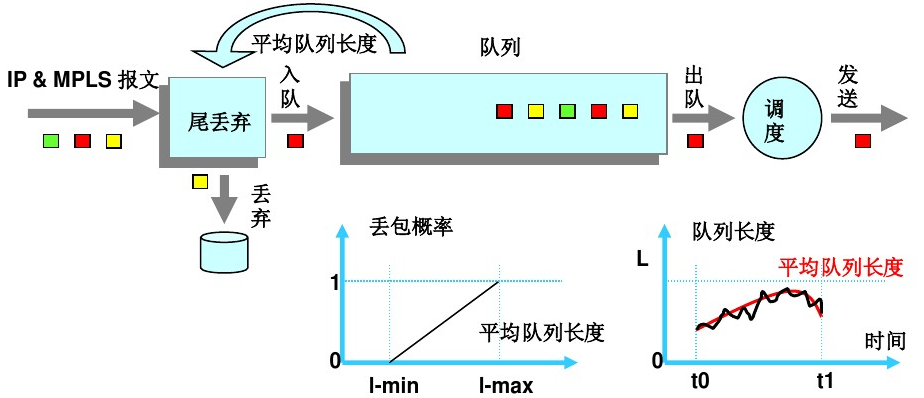 平均队列长度
队列
IP & MPLS 报文
入队
出队
发送
尾丢弃
调度
丢弃
丢包概率
1
平均队列长度
0
l-min
l-max
队列长度
L
平均队列长度
时间
0
t0
t1